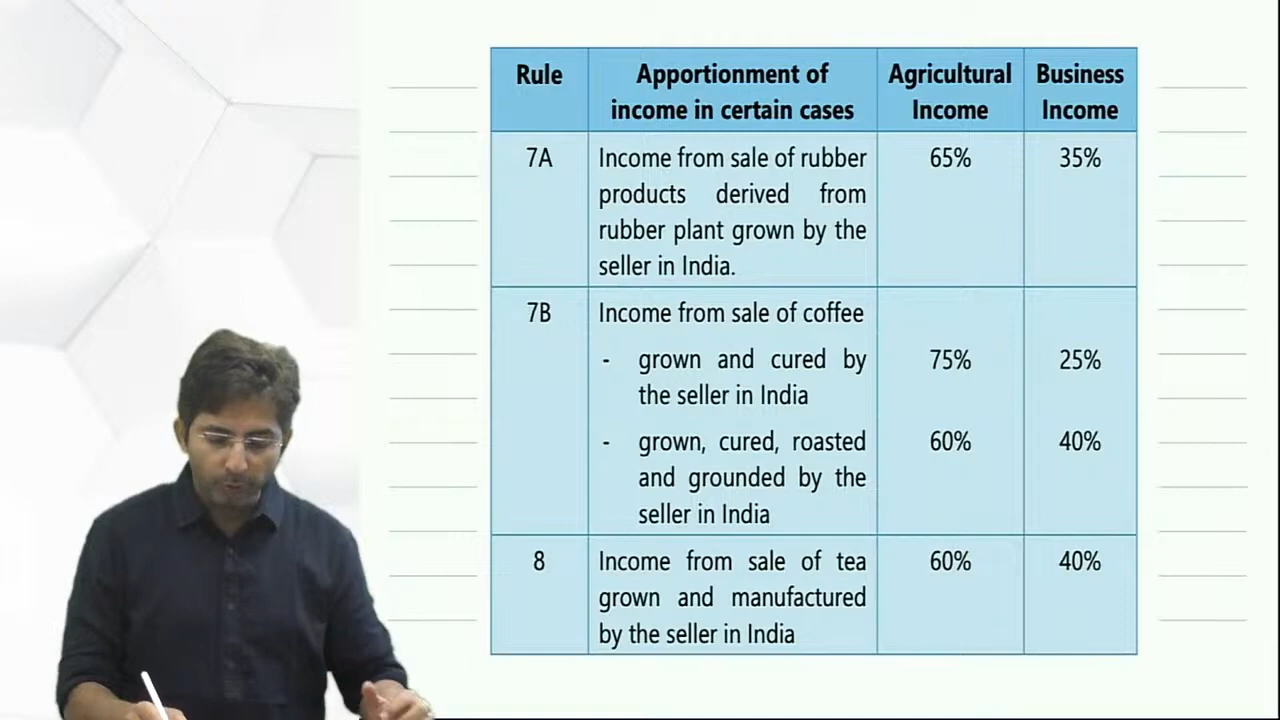 Rule Apportionment of Agricultural Business
income in certain cases Income Income
7A Income from sale of rubber 65% 35%
products derived from
rubber plant grown by the
seller in India.
7B Income from sale of coffee
- grown and cured by 75% 25%
the seller in India
- grown, cured, roasted 60% 40%
and grounded by the
seller in India
8 Income from sale of tea 60% 40%
grown and manufactured
by the seller in India